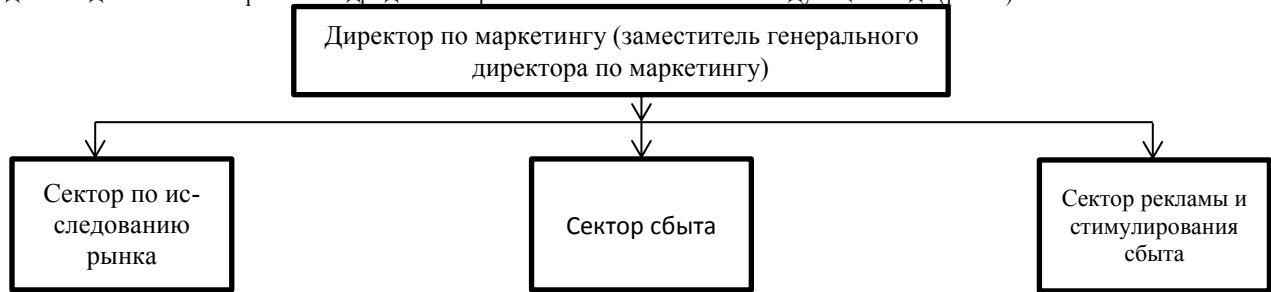 Директор по маркетингу (заместитель генерального
директора по маркетингу)
Сектор по ис-
следованию
рынка
Сектор сбыта
Сектор рекламы и
стимулирования
сбыта